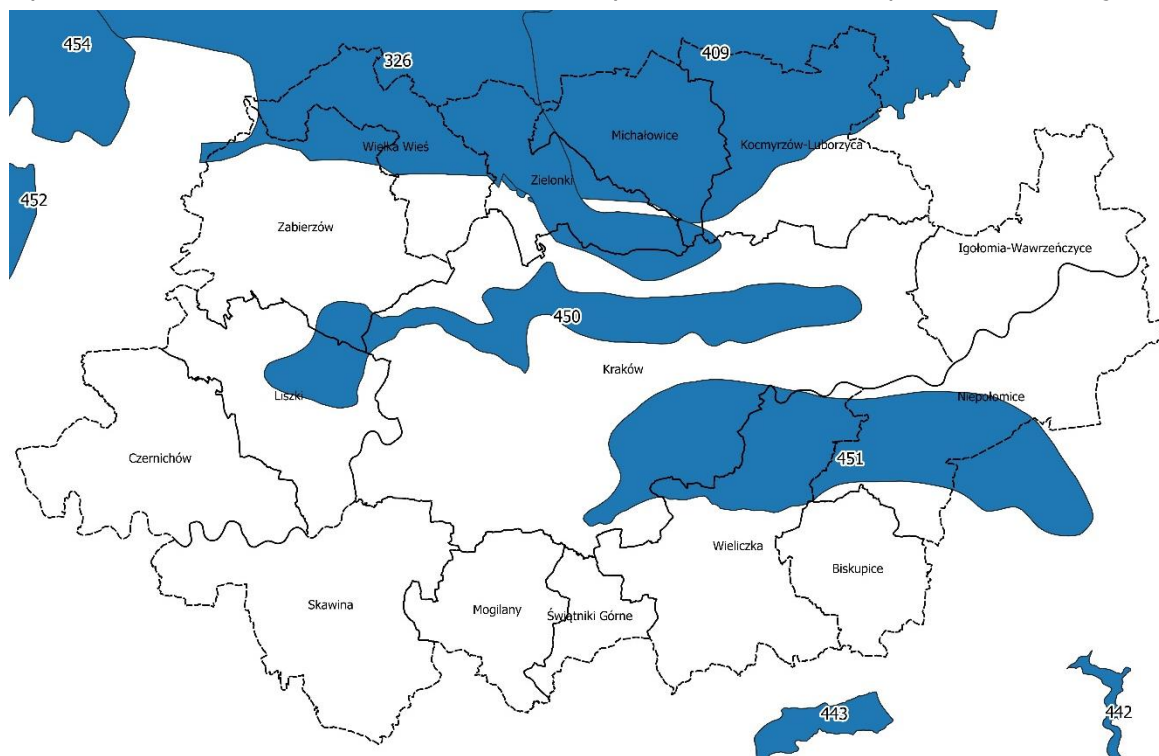 454
326
409
Michałowice
Wielka Wieś
Kocmyrzów-Luborzyca
Zielonki
452
Zabierzów
Igołomia-Wawrzeńczyce
450
Kraków
Liszki
Niepołomice
Czernichów
451
Wieliczka
Biskupice
Skawina
Mogilany
Świątniki Górne
443
442